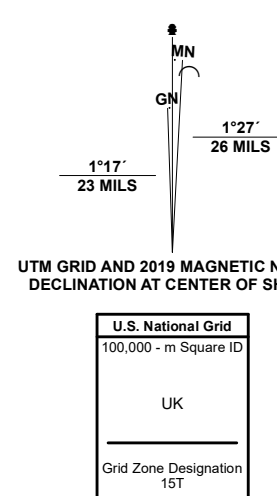 MN
GN
1°27´
26 MILS
1°17´
23 MILS
UTM GRID AND 2019 MAGNETIC
DECLINATION AT CENTER OF
U.S. National Grid
100,000 - m Square ID
UK
Grid Zone Designation
15T